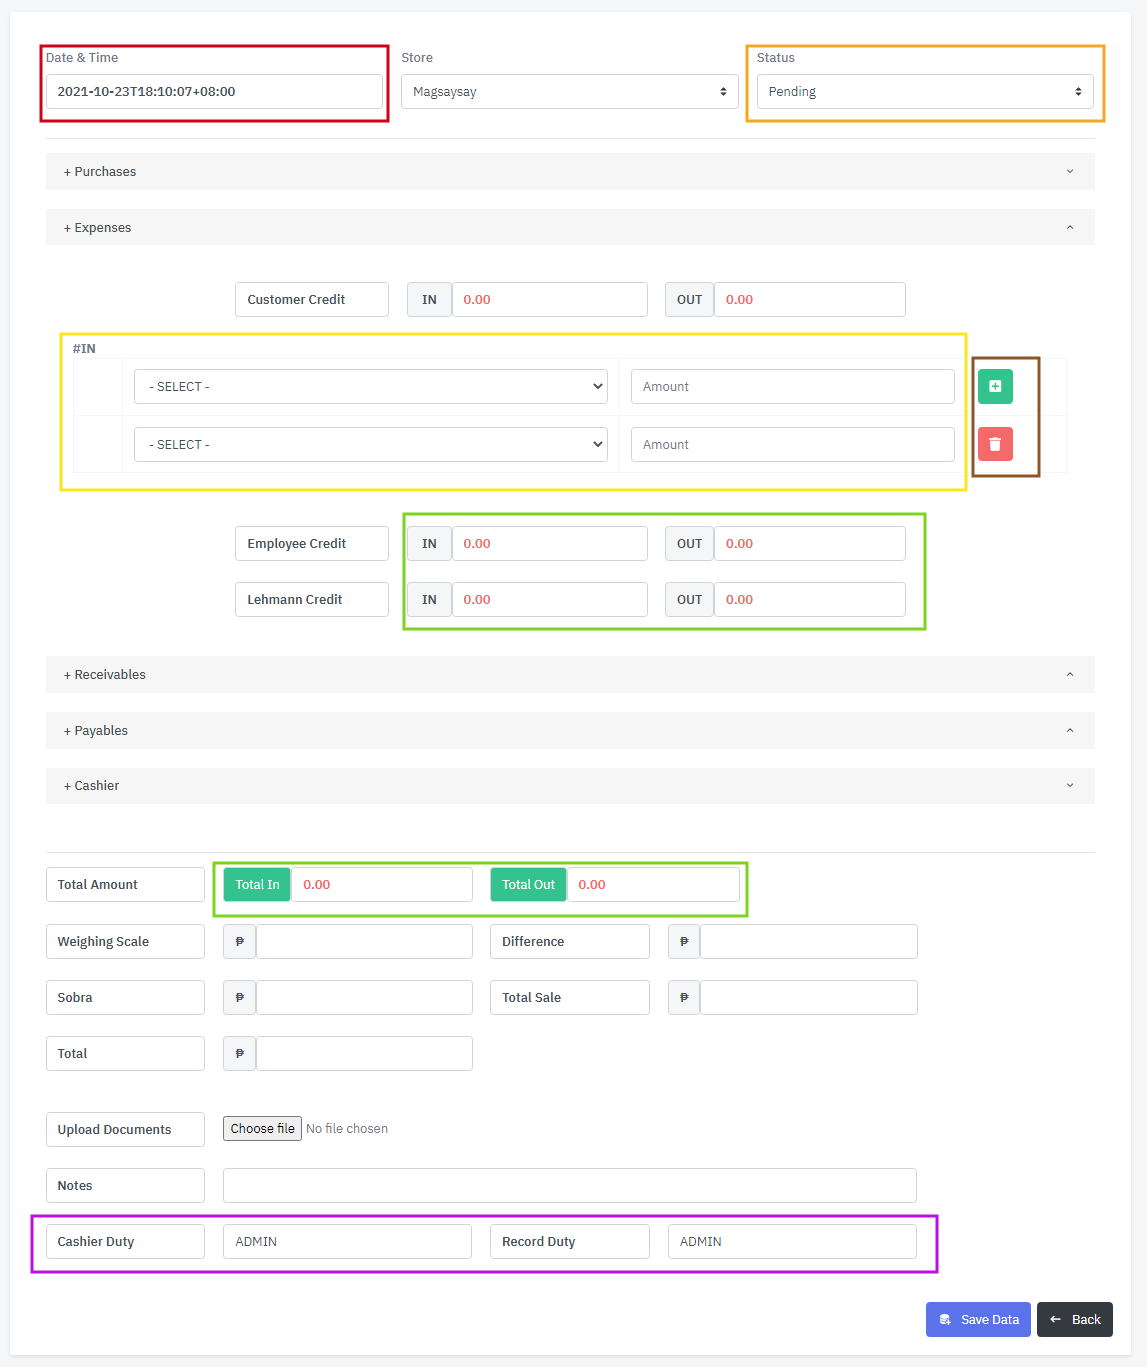 Date & Time Store Status
2021-10-23T18:10:07+08:00 Magsaysay Pending
+ Purchases
+ Expenses
Customer Credit IN 0.00 OUT 0.00
#IN
- SELECT - Amount
- SELECT - Amount
Employee Credit IN 0.00 OUT 0.00
Lehmann Credit IN 0.00 OUT 0.00
+ Receivables
+ Payables
+ Cashier
Total Amount Total In 0.00 Total Out 0.00
Weighing Scale ₱ Difference ₱
Sobra ₱ Total Sale ₱
Total ₱
Upload Documents Choose file No file chosen
Notes
Cashier Duty ADMIN Record Duty ADMIN
Save Data Back